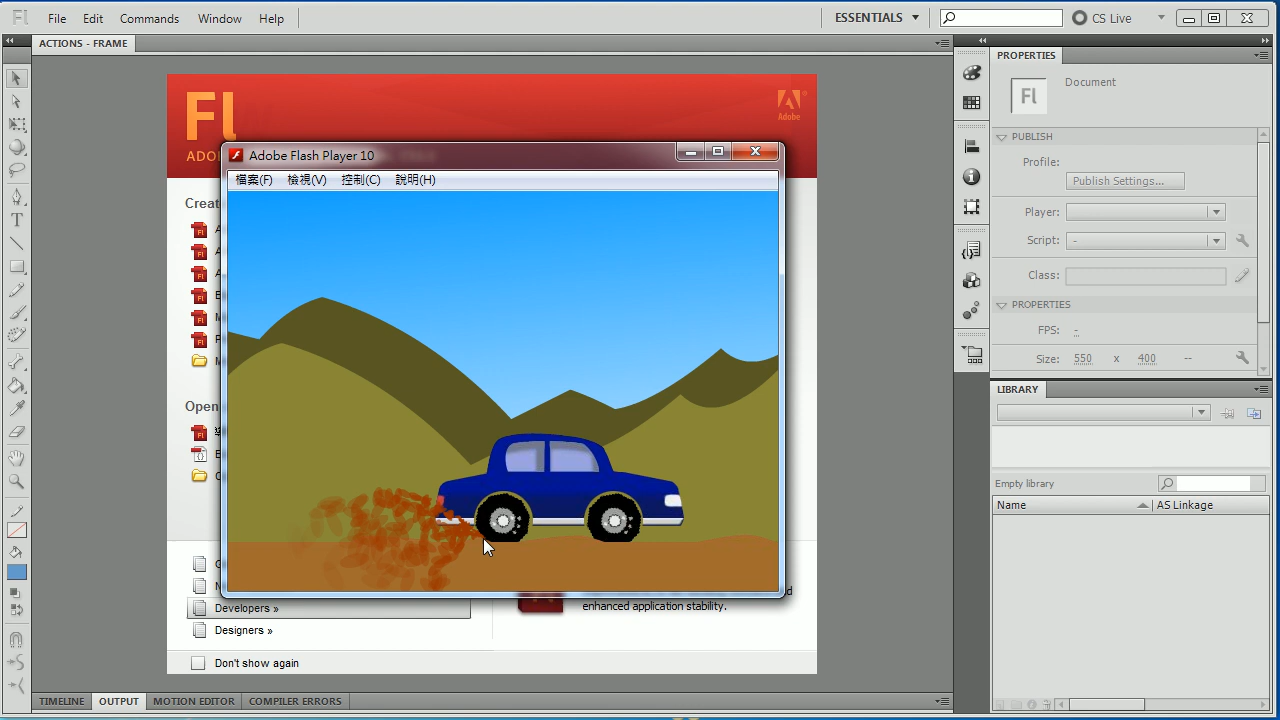 Fl File Edit Commands Window Help ESSENTIALS CS Live
ACTIONS - FRAME
Fl
Adobe
Adobe Flash Player 10
檔案(F) 檢視(V) 控制(C) 說明(H)
Developers »
Designers »
enhanced application stability.
Don't show again
TIMELINE OUTPUT MOTION EDITOR COMPILER ERRORS
PROPERTIES
Fl Document
PUBLISH
Profile:
Publish Settings...
Player:
Script: -
Class:
PROPERTIES
FPS: -
Size: 550 x 400 --
LIBRARY
Empty library
Name AS Linkage